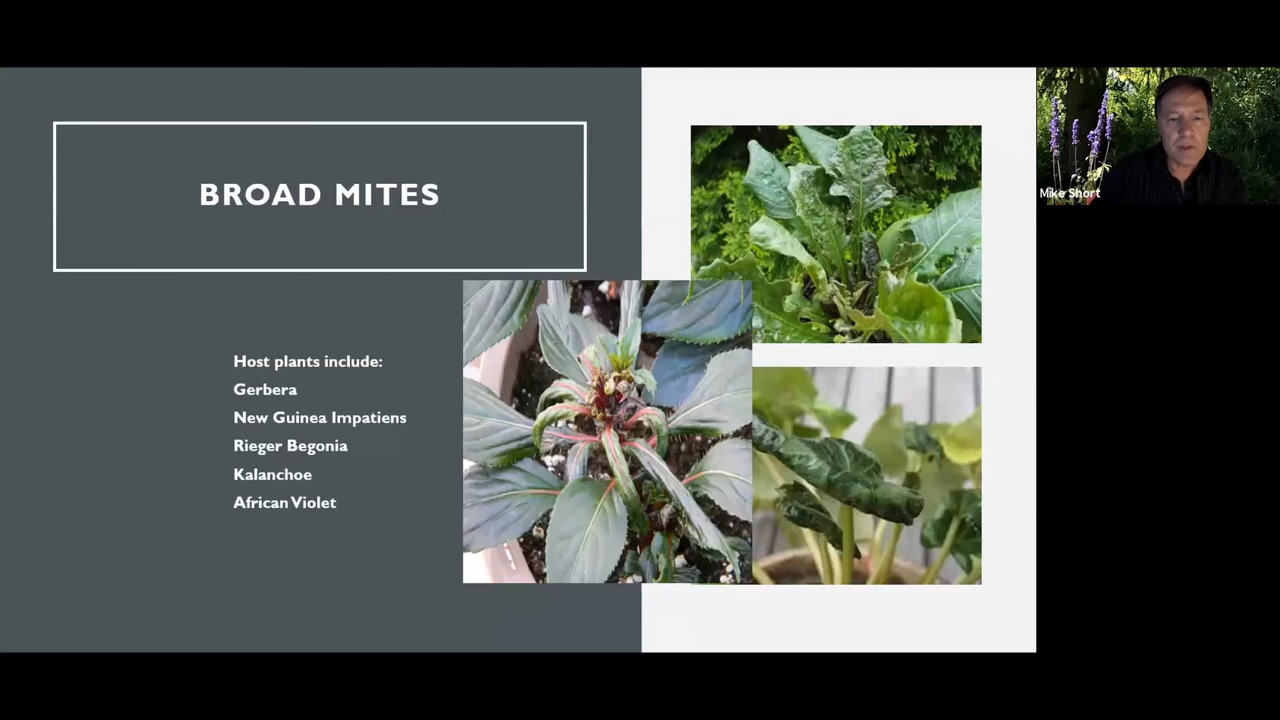 BROAD MITES
Host plants include:
Gerbera
New Guinea Impatiens
Rieger Begonia
Kalanchoe
African Violet
Mike Short